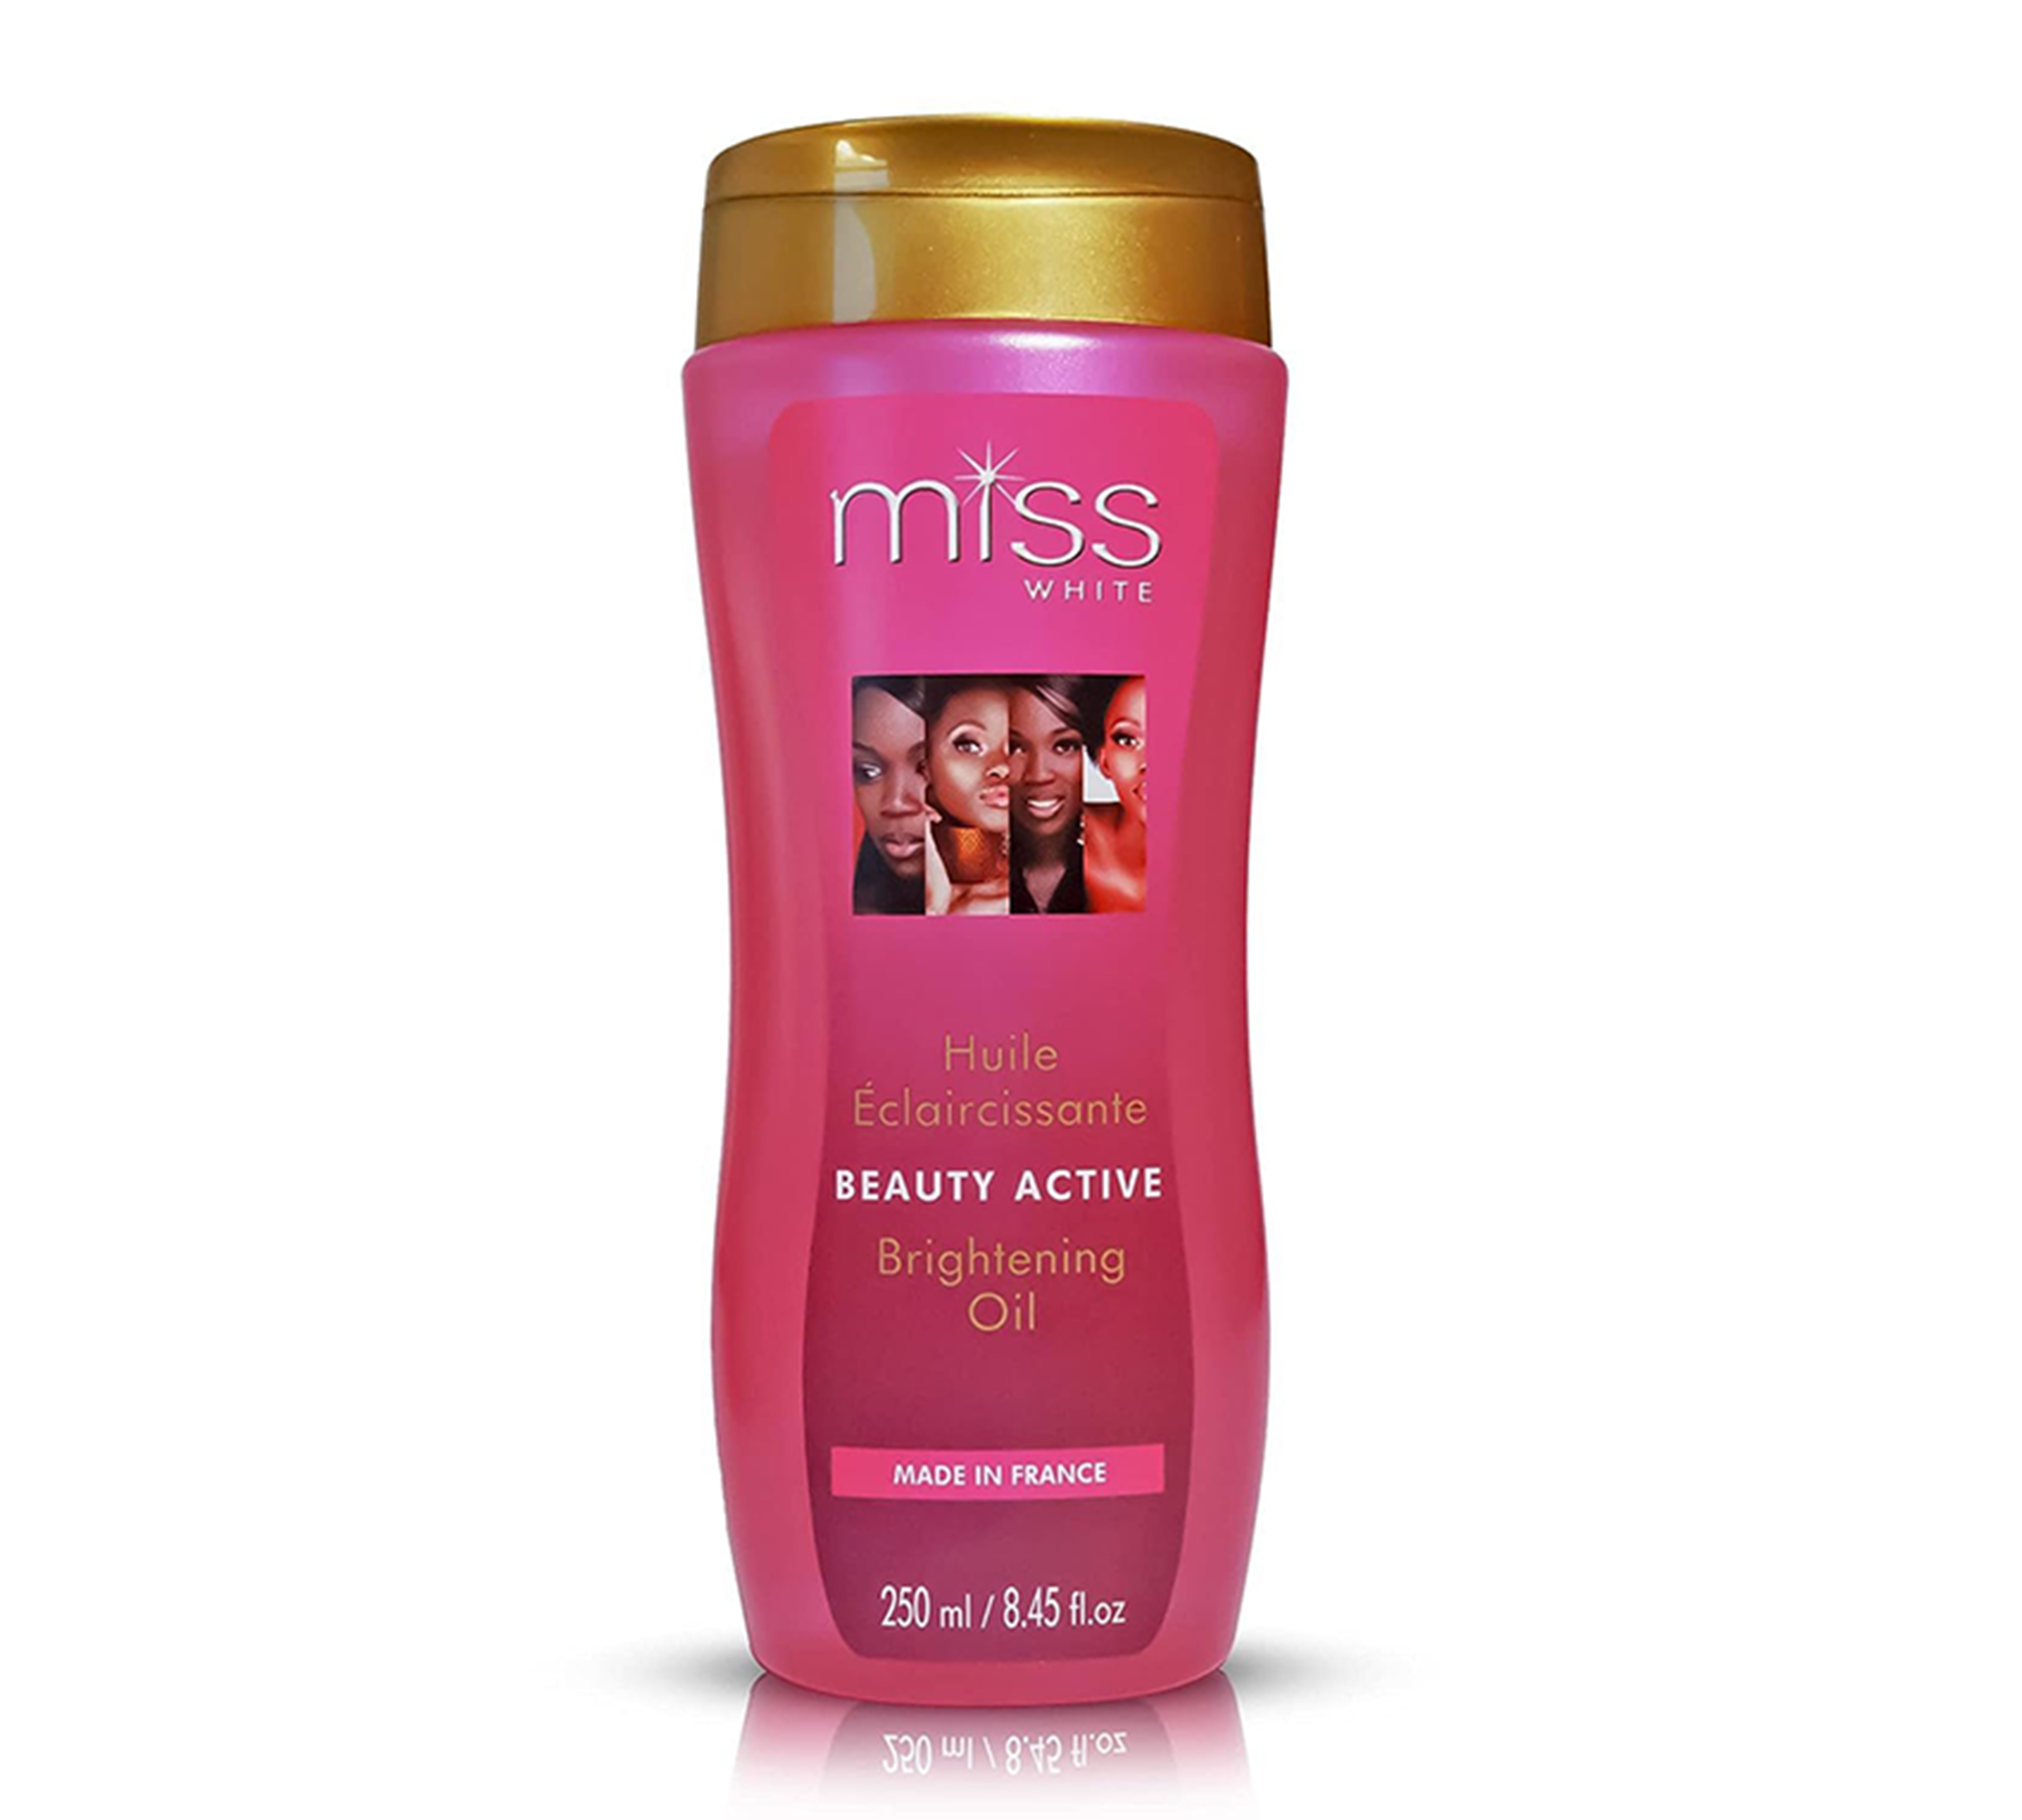 miss
WHITE
Huile
Éclaircissante
BEAUTY ACTIVE
Brightening
Oil
MADE IN FRANCE
250 ml / 8.45 fl.oz